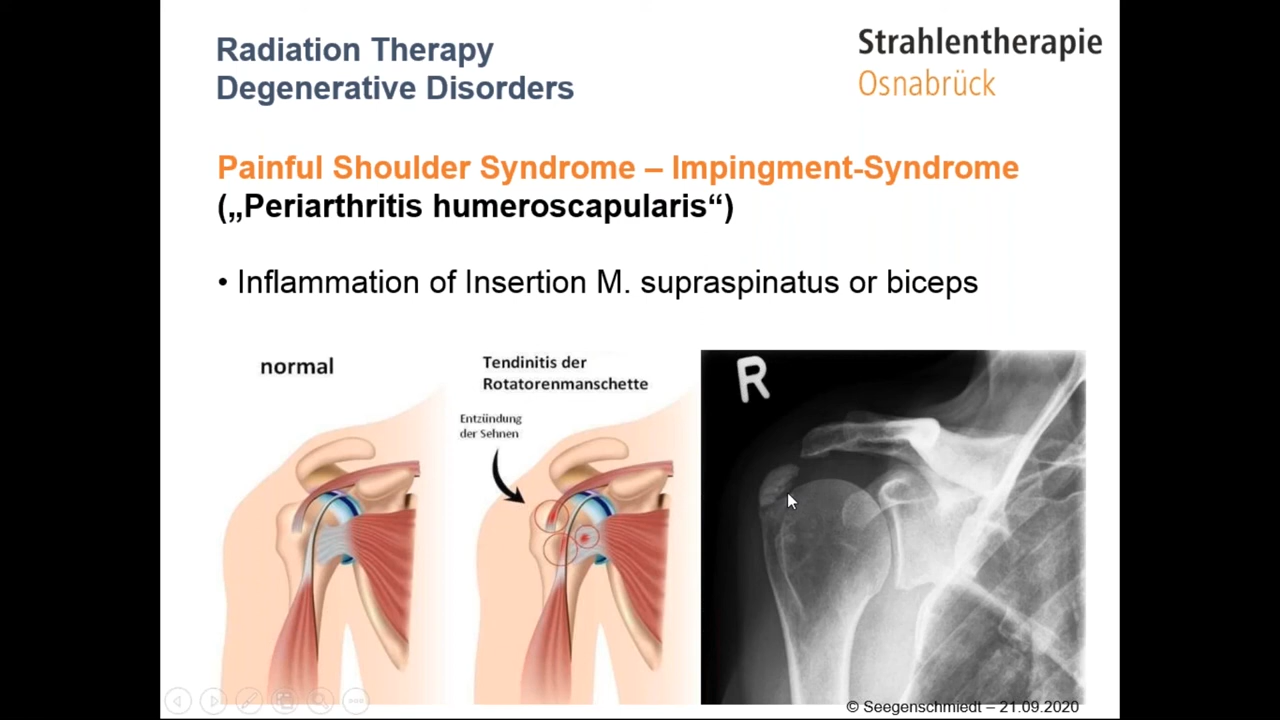 Radiation Therapy
Degenerative Disorders
Strahlentherapie
Osnabrück
Painful Shoulder Syndrome – Impingment-Syndrome
(„Periarthritis humeroscapularis“)
• Inflammation of Insertion M. supraspinatus or biceps
normal
Tendinitis der
Rotatorenmanschette
Entzündung
der Sehnen
R
© Seegenschmiedt – 21.09.2020